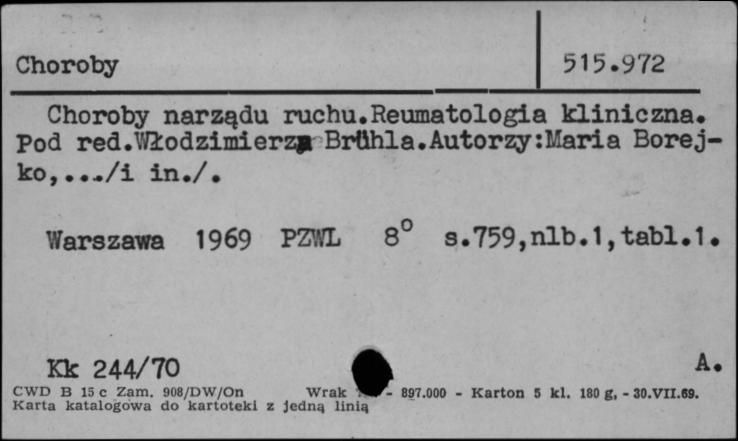 Choroby
515.972
Choroby narządu ruchu.Reumatologia kliniczna.
Pod red.Włodzimierza Brühla.Autorzy:Maria Borej-
ko,.../i in./.
Warszawa 1969 PZWL 8° s.759,nlb.1,tabl.1.
Kk 244/70
A.
CWD B 15 c Zam. 908/DW/On Wrak - 897.000 - Karton 5 kl. 180 g, - 30.VII.69.
Karta katalogowa do kartoteki z jedną linią